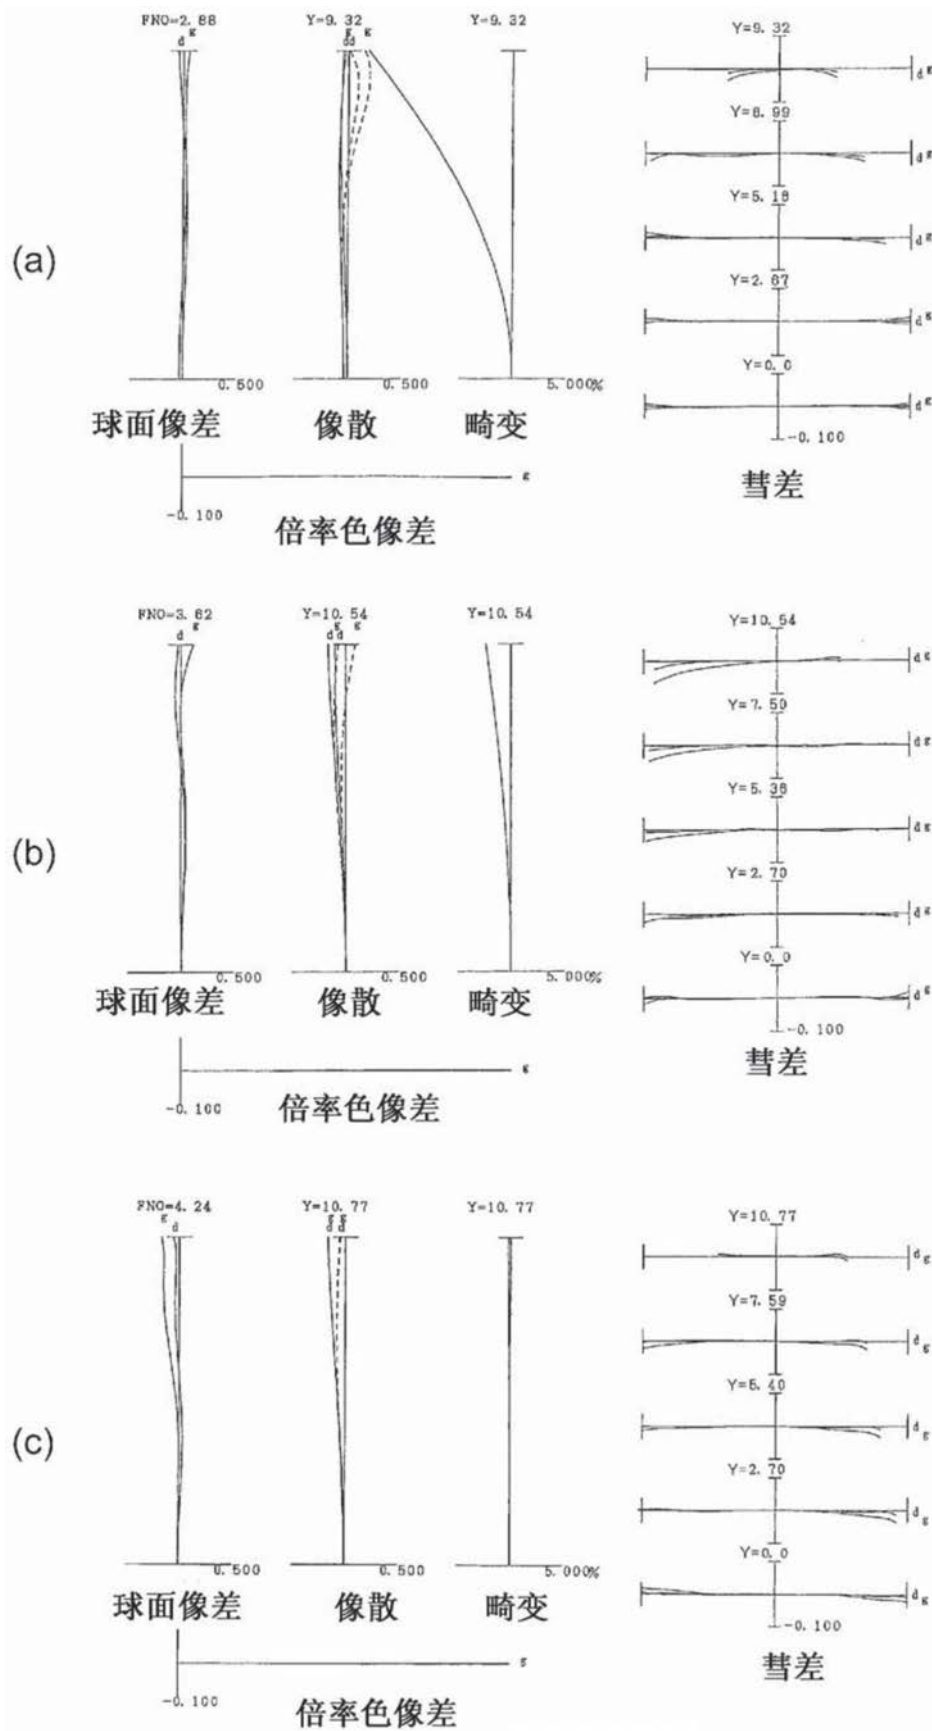 (a)
FNO=2.88
d g
0.500
球面像差
Y=9.32
g
dd g
0.500
像散
Y=9.32
5.000%
畸变
Y=9.32
d g
Y=6.99
d g
Y=5.18
d g
Y=2.67
d g
Y=0.0
d g
-0.100
彗差
g
-0.100
倍率色像差
(b)
FNO=3.62
d g
0.500
球面像差
Y=10.54
d g d g
0.500
像散
Y=10.54
5.000%
畸变
Y=10.54
d g
Y=7.50
d g
Y=5.36
d g
Y=2.70
d g
Y=0.0
d g
-0.100
彗差
g
-0.100
倍率色像差
(c)
FNO=4.24
g d
0.500
球面像差
Y=10.77
g g
d d
0.500
像散
Y=10.77
5.000%
畸变
Y=10.77
d g
Y=7.59
d g
Y=5.40
d g
Y=2.70
d g
Y=0.0
d g
-0.100
彗差
g
-0.100
倍率色像差